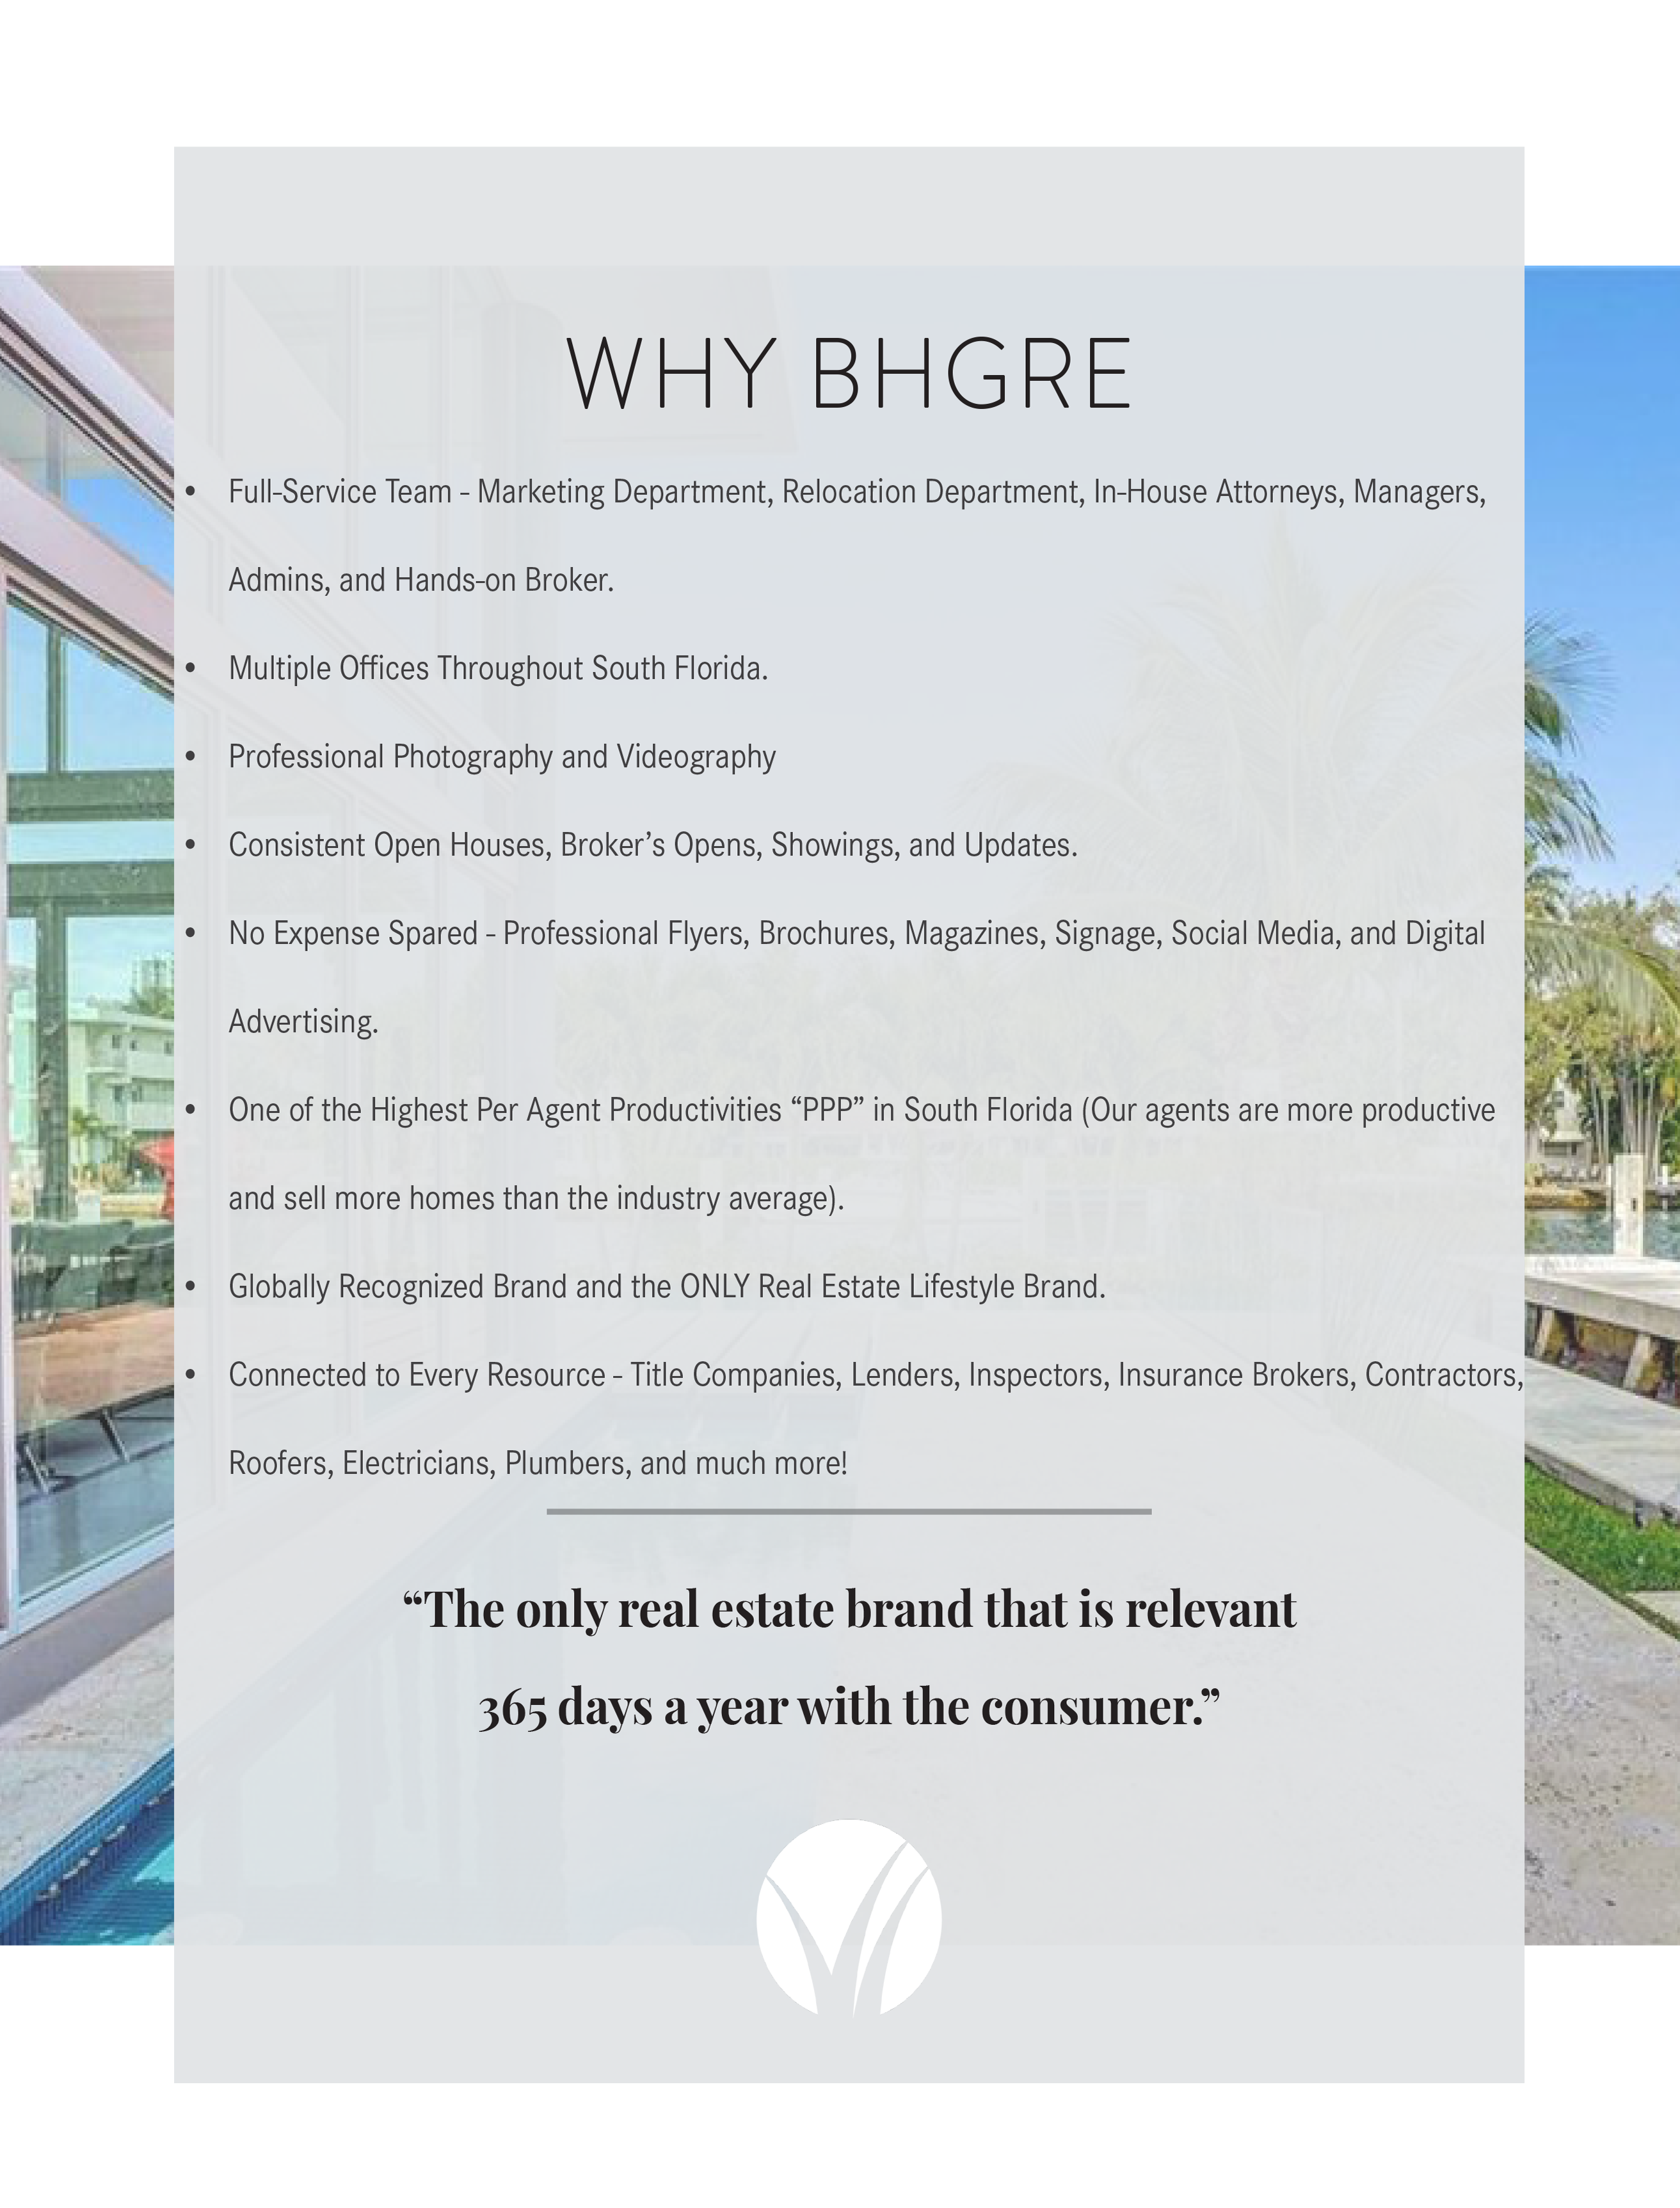 WHY BHGRE
• Full-Service Team - Marketing Department, Relocation Department, In-House Attorneys, Managers,
Admins, and Hands-on Broker.
• Multiple Offices Throughout South Florida.
• Professional Photography and Videography
• Consistent Open Houses, Broker’s Opens, Showings, and Updates.
• No Expense Spared - Professional Flyers, Brochures, Magazines, Signage, Social Media, and Digital
Advertising.
• One of the Highest Per Agent Productivities “PPP” in South Florida (Our agents are more productive
and sell more homes than the industry average).
• Globally Recognized Brand and the ONLY Real Estate Lifestyle Brand.
• Connected to Every Resource - Title Companies, Lenders, Inspectors, Insurance Brokers, Contractors,
Roofers, Electricians, Plumbers, and much more!
“The only real estate brand that is relevant
365 days a year with the consumer.”